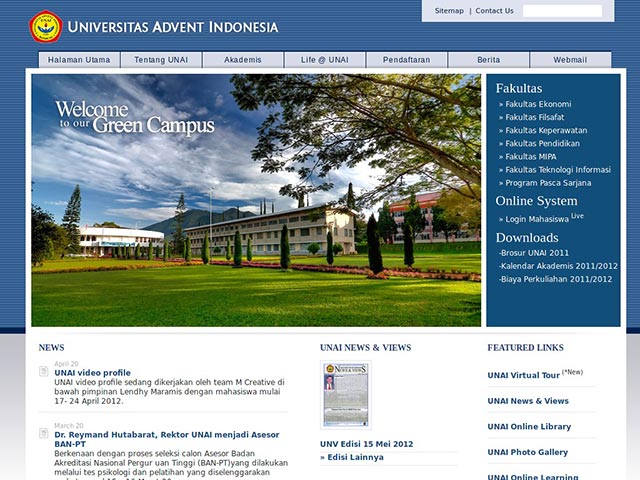 Sitemap | Contact Us
UNAI
UNIVERSITAS ADVENT INDONESIA
Halaman Utama
Tentang UNAI
Akademis
Life @ UNAI
Pendaftaran
Berita
Webmail
Welcome
to our Green Campus
Fakultas
» Fakultas Ekonomi
» Fakultas Filsafat
» Fakultas Keperawatan
» Fakultas Pendidikan
» Fakultas MIPA
» Fakultas Teknologi Informasi
» Program Pasca Sarjana
Online System
» Login Mahasiswa Live
Downloads
-Brosur UNAI 2011
-Kalendar Akademis 2011/2012
-Biaya Perkuliahan 2011/2012
NEWS
April 20
UNAI video profile
UNAI video profile sedang dikerjakan oleh team M Creative di
bawah pimpinan Lendhy Maramis dengan mahasiswa mulai
17- 24 April 2012.
March 20
Dr. Reymand Hutabarat, Rektor UNAI menjadi Asesor
BAN-PT
Berkenaan dengan proses seleksi calon Asesor Badan
Akreditasi Nasional Pergur uan Tinggi (BAN-PT)yang dilakukan
melalui tes psikologi dan pelatihan yang diselenggarakan
UNAI NEWS & VIEWS
NEWS & VIEWS
UNV Edisi 15 Mei 2012
» Edisi Lainnya
FEATURED LINKS
UNAI Virtual Tour (*New)
UNAI News & Views
UNAI Online Library
UNAI Photo Gallery
UNAI Online Learning